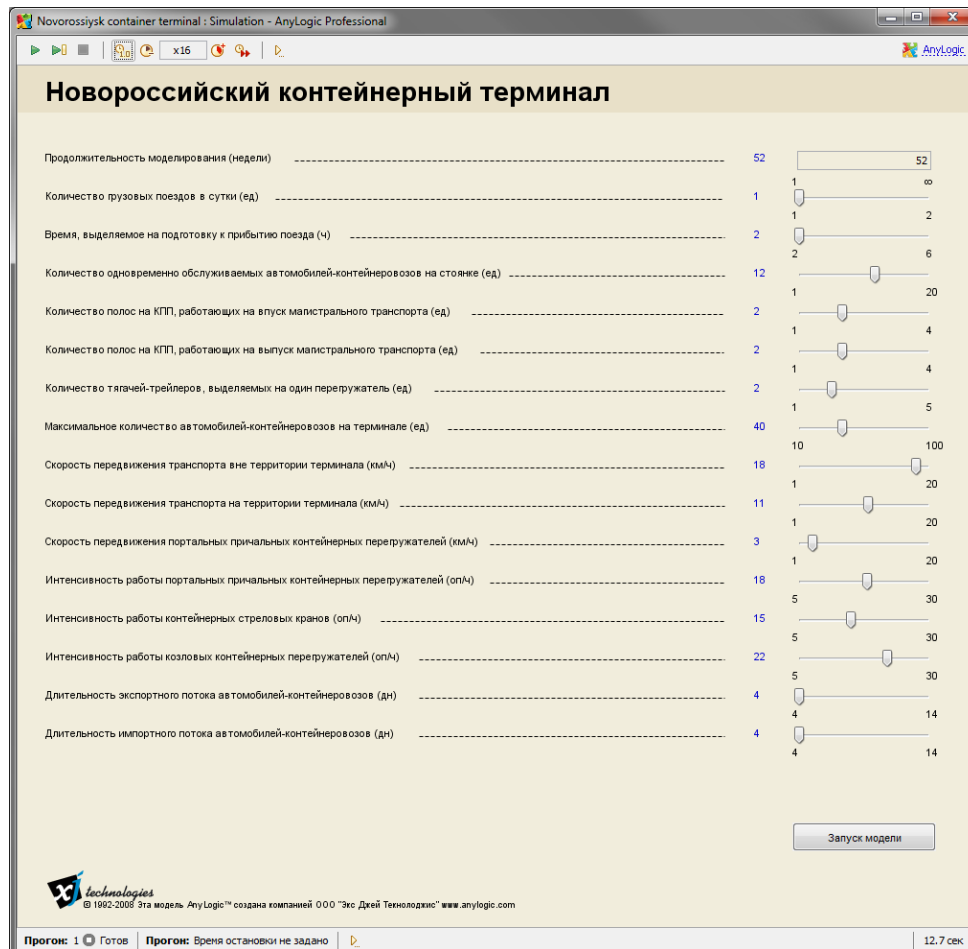 Novorossiysk container terminal : Simulation - AnyLogic Professional
x16
AnyLogic
Новороссийский контейнерный терминал
Продолжительность моделирования (недели) 52 52
1 ∞
Количество грузовых поездов в сутки (ед) 1
1 2
Время, выделяемое на подготовку к прибытию поезда (ч) 2
2 6
Количество одновременно обслуживаемых автомобилей-контейнеровозов на стоянке (ед) 12
1 20
Количество полос на КПП, работающих на впуск магистрального транспорта (ед) 2
1 4
Количество полос на КПП, работающих на выпуск магистрального транспорта (ед) 2
1 4
Количество тягачей-трейлеров, выделяемых на один перегружатель (ед) 2
1 5
Максимальное количество автомобилей-контейнеровозов на терминале (ед) 40
10 100
Скорость передвижения транспорта вне территории терминала (км/ч) 18
1 20
Скорость передвижения транспорта на территории терминала (км/ч) 11
1 20
Скорость передвижения портальных причальных контейнерных перегружателей (км/ч) 3
1 20
Интенсивность работы портальных причальных контейнерных перегружателей (оп/ч) 18
5 30
Интенсивность работы контейнерных стреловых кранов (оп/ч) 15
5 30
Интенсивность работы козловых контейнерных перегружателей (оп/ч) 22
5 30
Длительность экспортного потока автомобилей-контейнеровозов (дн) 4
4 14
Длительность импортного потока автомобилей-контейнеровозов (дн) 4
4 14
Запуск модели
xj technologies
© 1992-2008 Эта модель AnyLogic™ создана компанией ООО "Экс Джей Текнолоджис" www.anylogic.com
Прогон: 1 Готов Прогон: Время остановки не задано 12.7 сек